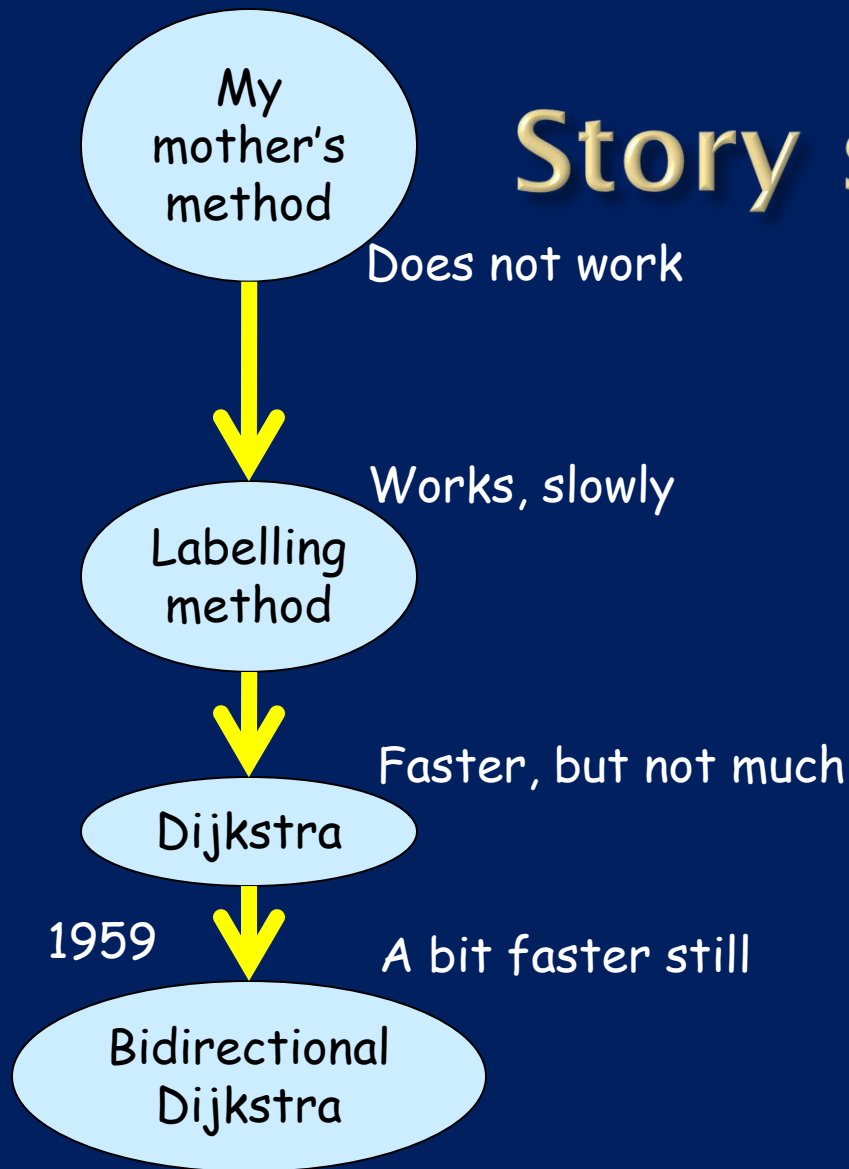 My
mother's
method
Story
Does not work
Works, slowly
Labelling
method
Faster, but not much
Dijkstra
1959
A bit faster still
Bidirectional
Dijkstra